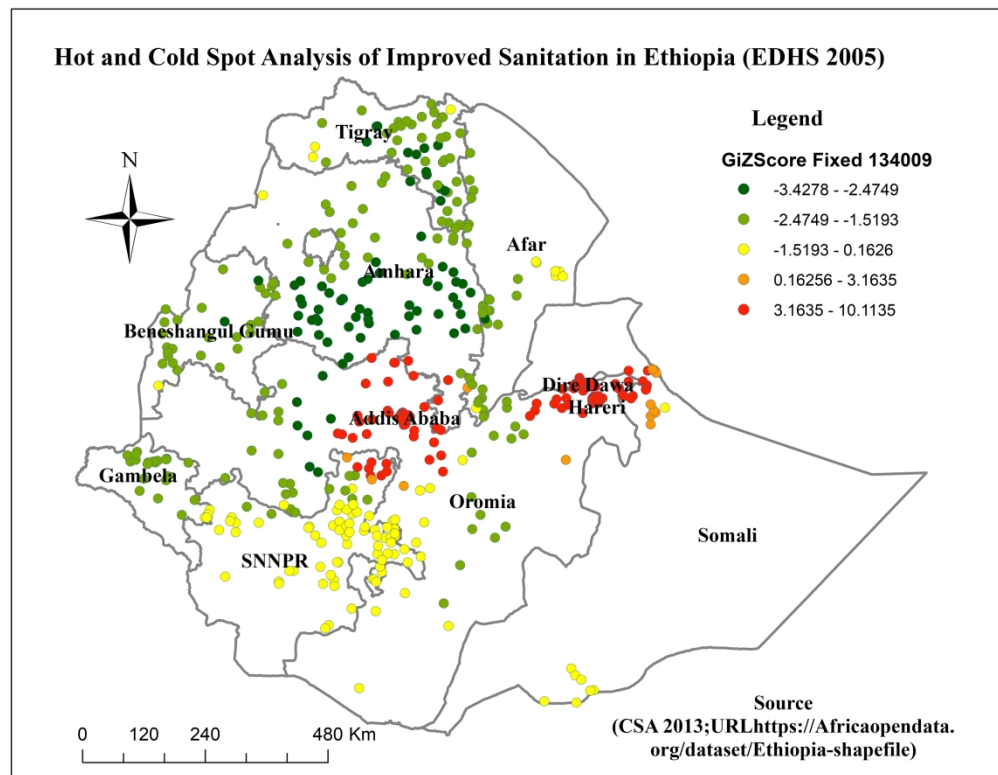 Hot and Cold Spot Analysis of Improved Sanitation in Ethiopia (EDHS 2005)
Legend
GiZScore Fixed 134009
-3.4278 - -2.4749
-2.4749 - -1.5193
-1.5193 - 0.1626
0.16256 - 3.1635
3.1635 - 10.1135
N
Tigray
Afar
Amhara
Beneshangul Gumu
Dire Dawa
Hareri
Addis Ababa
Gambela
Oromia
Somali
SNNPR
Source
(CSA 2013;URLhttps://Africaopendata.
org/dataset/Ethiopia-shapefile)
0 120 240 480 Km